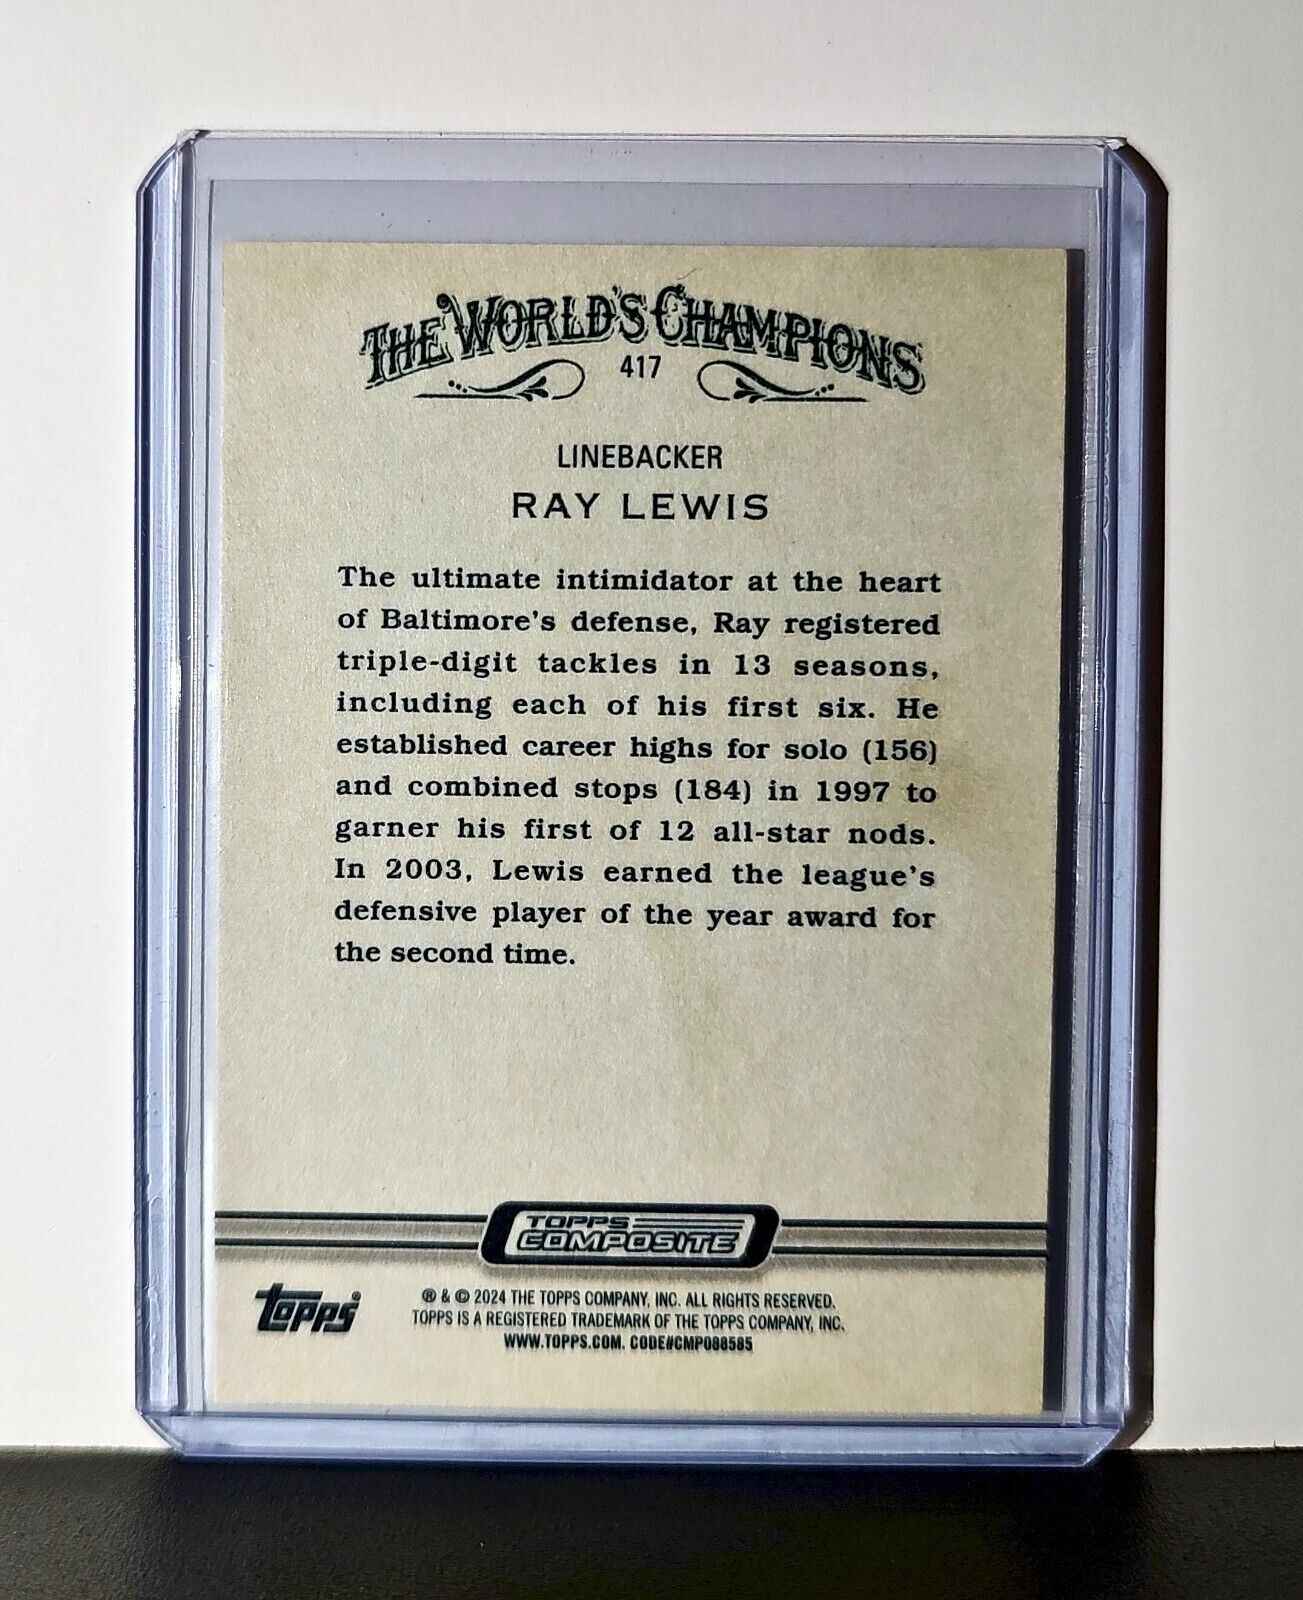 THE WORLD'S CHAMPIONS
417
LINEBACKER
RAY LEWIS
The ultimate intimidator at the heart
of Baltimore's defense, Ray registered
triple-digit tackles in 13 seasons,
including each of his first six. He
established career highs for solo (156)
and combined stops (184) in 1997 to
garner his first of 12 all-star nods.
In 2003, Lewis earned the league's
defensive player of the year award for
the second time.
TOPPS
COMPOSITE
topps®
® & © 2024 THE TOPPS COMPANY, INC. ALL RIGHTS RESERVED.
TOPPS IS A REGISTERED TRADEMARK OF THE TOPPS COMPANY, INC.
WWW.TOPPS.COM. CODE#CMP088585